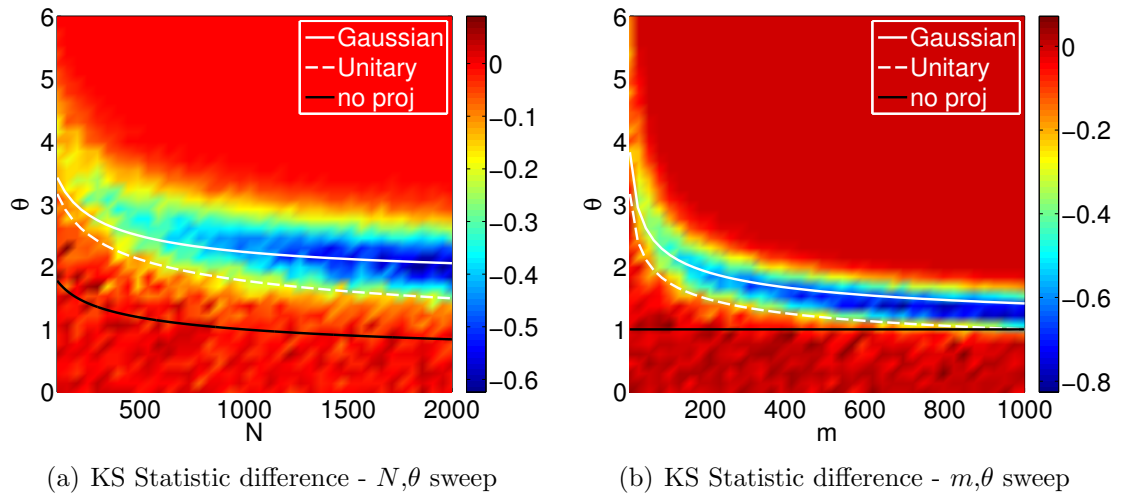 6
5
4
3
2
1
0
θ
500
1000
1500
2000
N
Gaussian
Unitary
no proj
0
−0.1
−0.2
−0.3
−0.4
−0.5
−0.6
6
5
4
3
2
1
0
θ
200
400
600
800
1000
m
Gaussian
Unitary
no proj
0
−0.2
−0.4
−0.6
−0.8
(a) KS Statistic difference - N,θ sweep
(b) KS Statistic difference - m,θ sweep